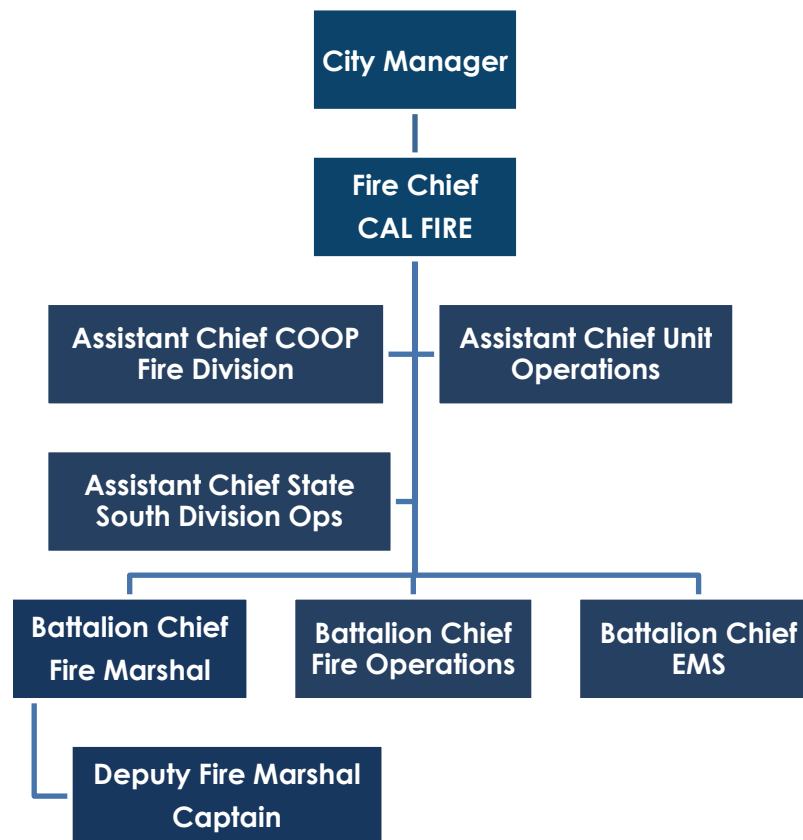 City Manager
Fire Chief
CAL FIRE
Assistant Chief COOP
Fire Division
Assistant Chief Unit
Operations
Assistant Chief State
South Division Ops
Battalion Chief
Fire Marshal
Battalion Chief
Fire Operations
Battalion Chief
EMS
Deputy Fire Marshal
Captain